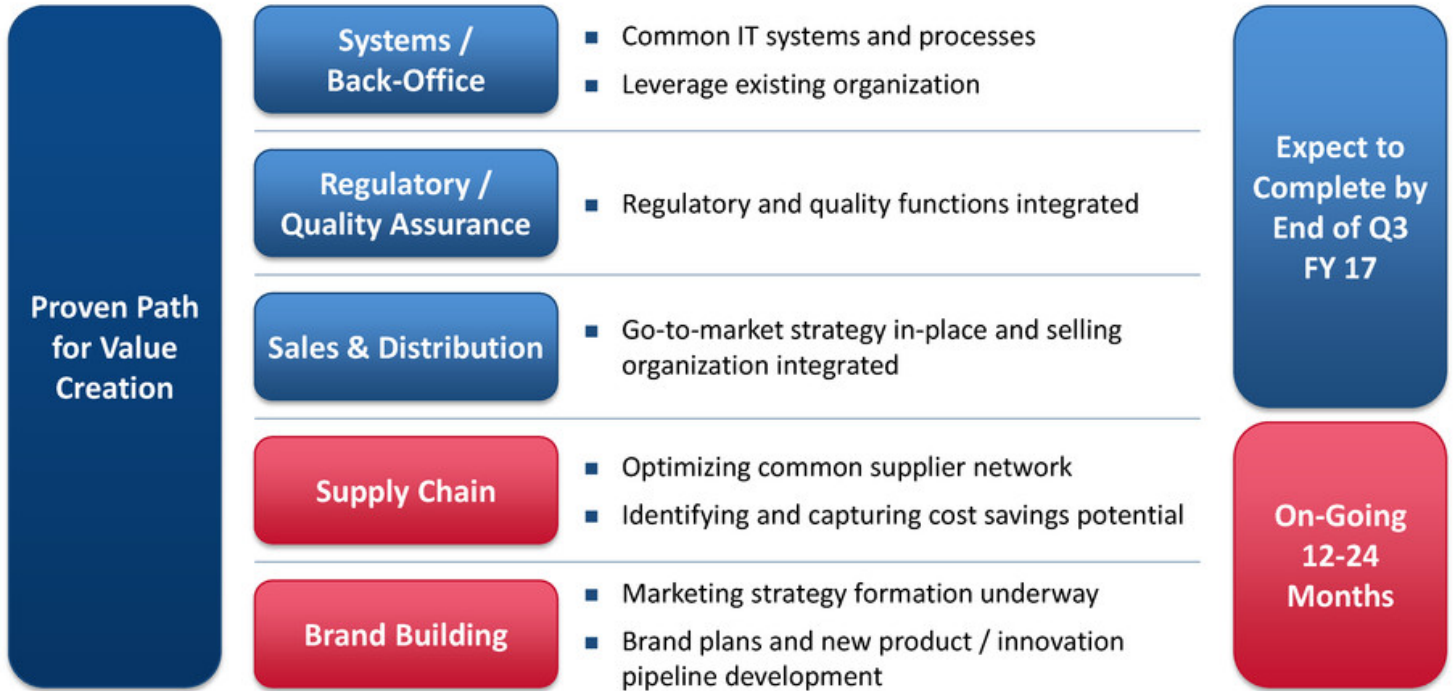 Proven Path
for Value
Creation
Systems /
Back-Office
▪ Common IT systems and processes
▪ Leverage existing organization
Regulatory /
Quality Assurance
▪ Regulatory and quality functions integrated
Sales & Distribution
▪ Go-to-market strategy in-place and selling
organization integrated
Expect to
Complete by
End of Q3
FY 17
Supply Chain
▪ Optimizing common supplier network
▪ Identifying and capturing cost savings potential
Brand Building
▪ Marketing strategy formation underway
▪ Brand plans and new product / innovation
pipeline development
On-Going
12-24
Months